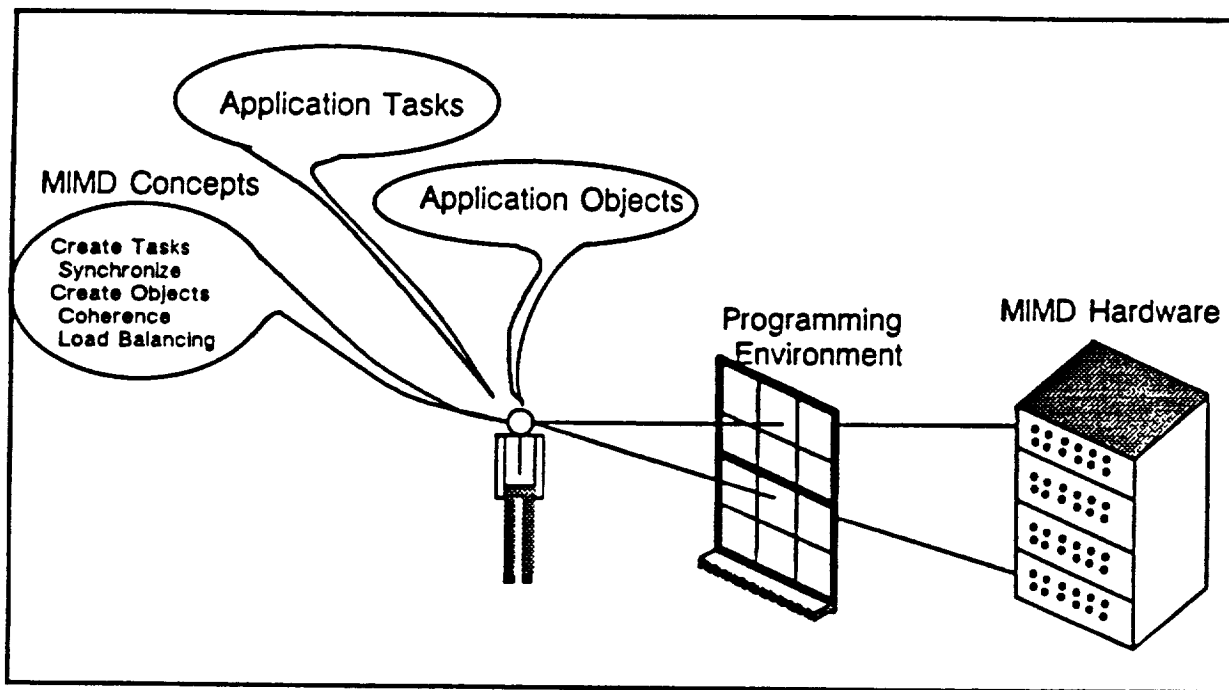 Application Tasks
MIMD Concepts
Application Objects
Create Tasks
Synchronize
Create Objects
Coherence
Load Balancing
Programming
Environment
MIMD Hardware